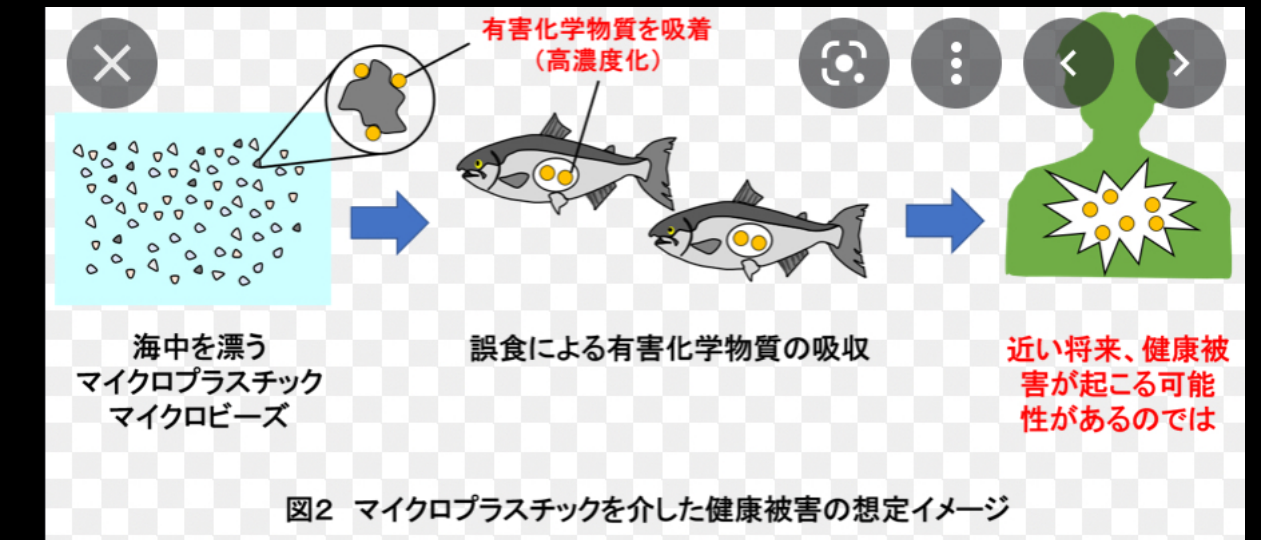 有害化学物質を吸着
（高濃度化）
海中を漂う
マイクロプラスチック
マイクロビーズ
誤食による有害化学物質の吸収
近い将来、健康被
害が起こる可能
性があるのでは
図２　マイクロプラスチックを介した健康被害の想定イメージ